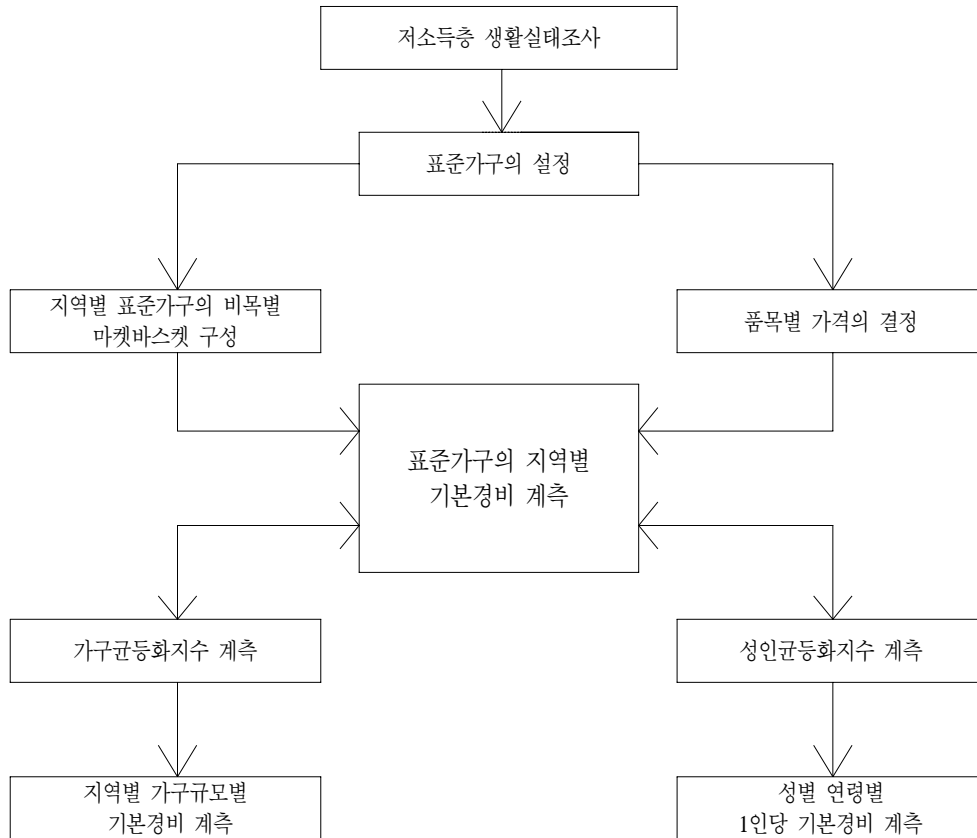 저소득층 생활실태조사
표준가구의 설정
지역별 표준가구의 비목별
마켓바스켓 구성
품목별 가격의 결정
표준가구의 지역별
기본경비 계측
가구균등화지수 계측
성인균등화지수 계측
지역별 가구규모별
기본경비 계측
성별 연령별
1인당 기본경비 계측